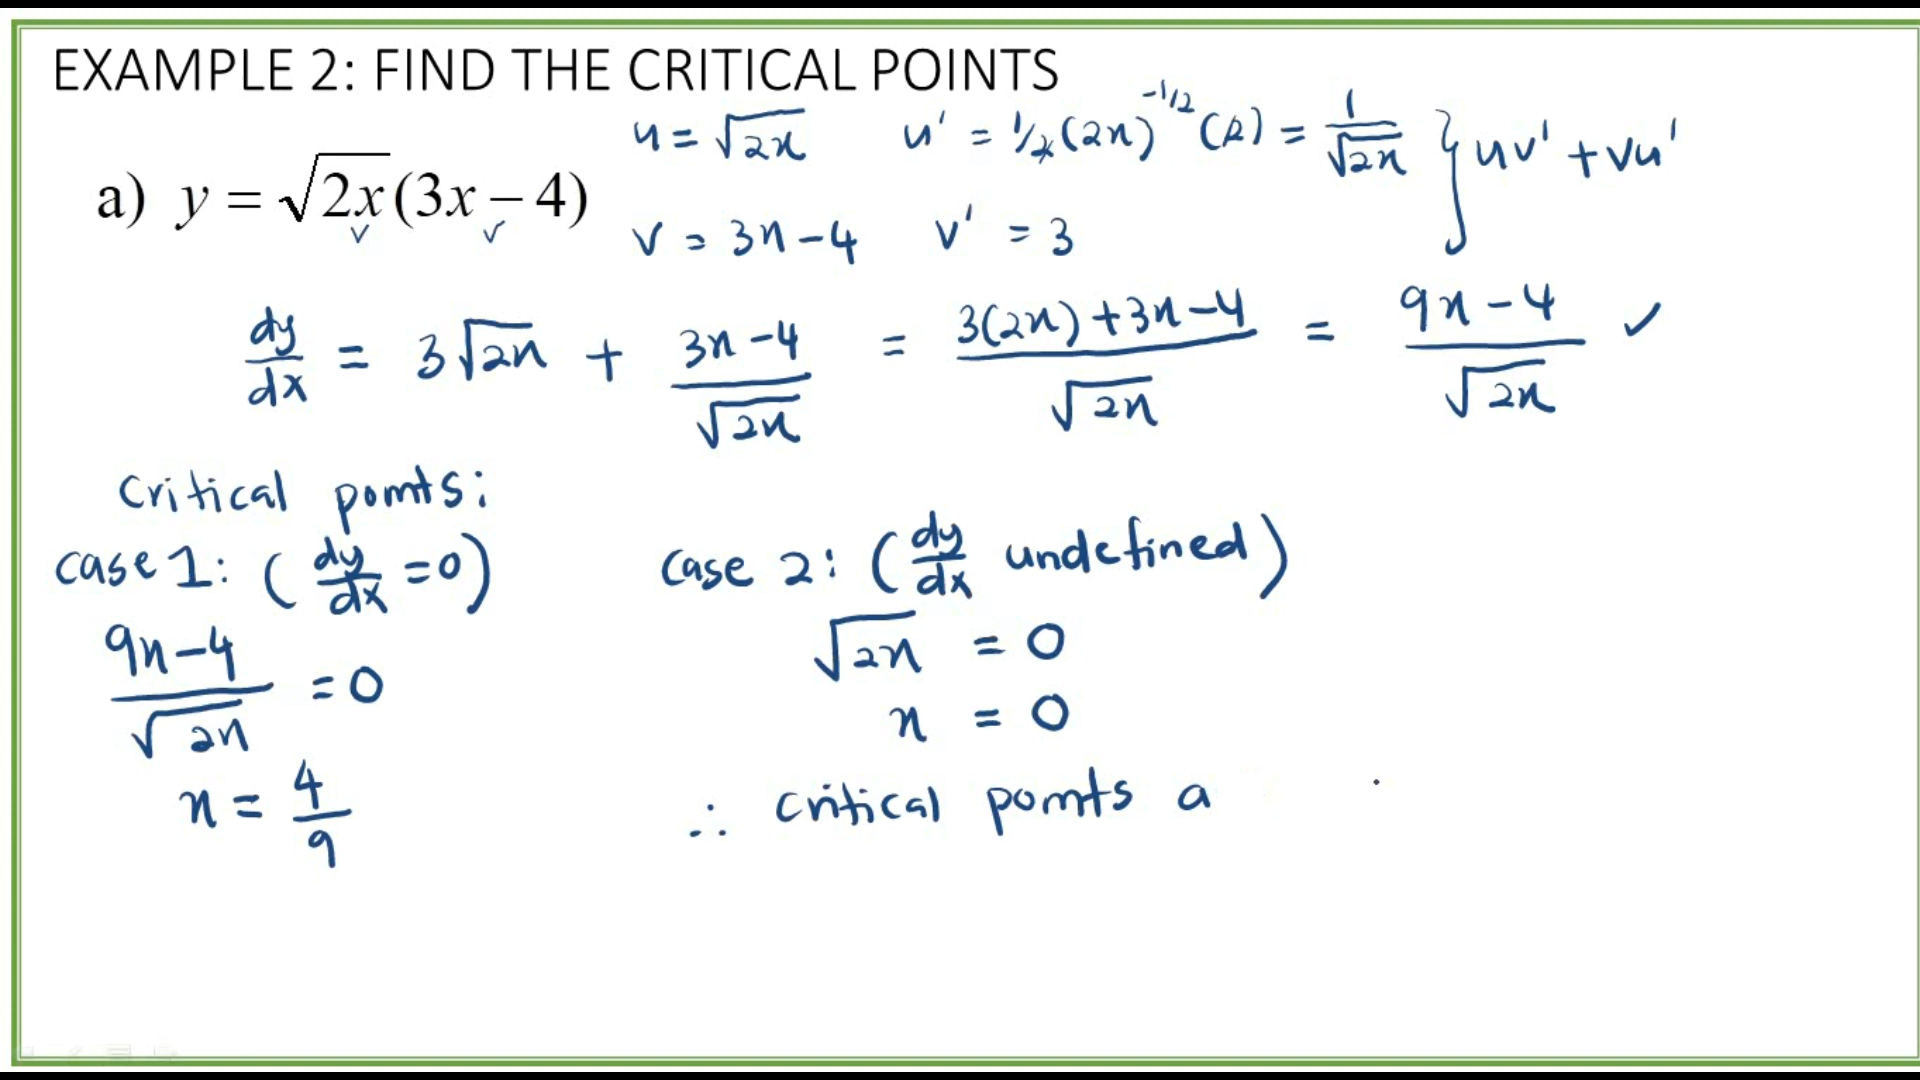 EXAMPLE 2: FIND THE CRITICAL POINTS
a) y = √2x (3x − 4)
u = √2x    u' = 1/2 (2x)^-1/2 (2) = 1/√2x } uv' + vu'
v = 3x − 4    v' = 3
dy/dx = 3√2x + (3x − 4)/√2x = (3(2x) + 3x − 4)/√2x = (9x − 4)/√2x ✓
Critical points:
case 1: (dy/dx = 0)
(9x − 4)/√2x = 0
x = 4/9
case 2: (dy/dx undefined)
√2x = 0
x = 0
∴ critical points a